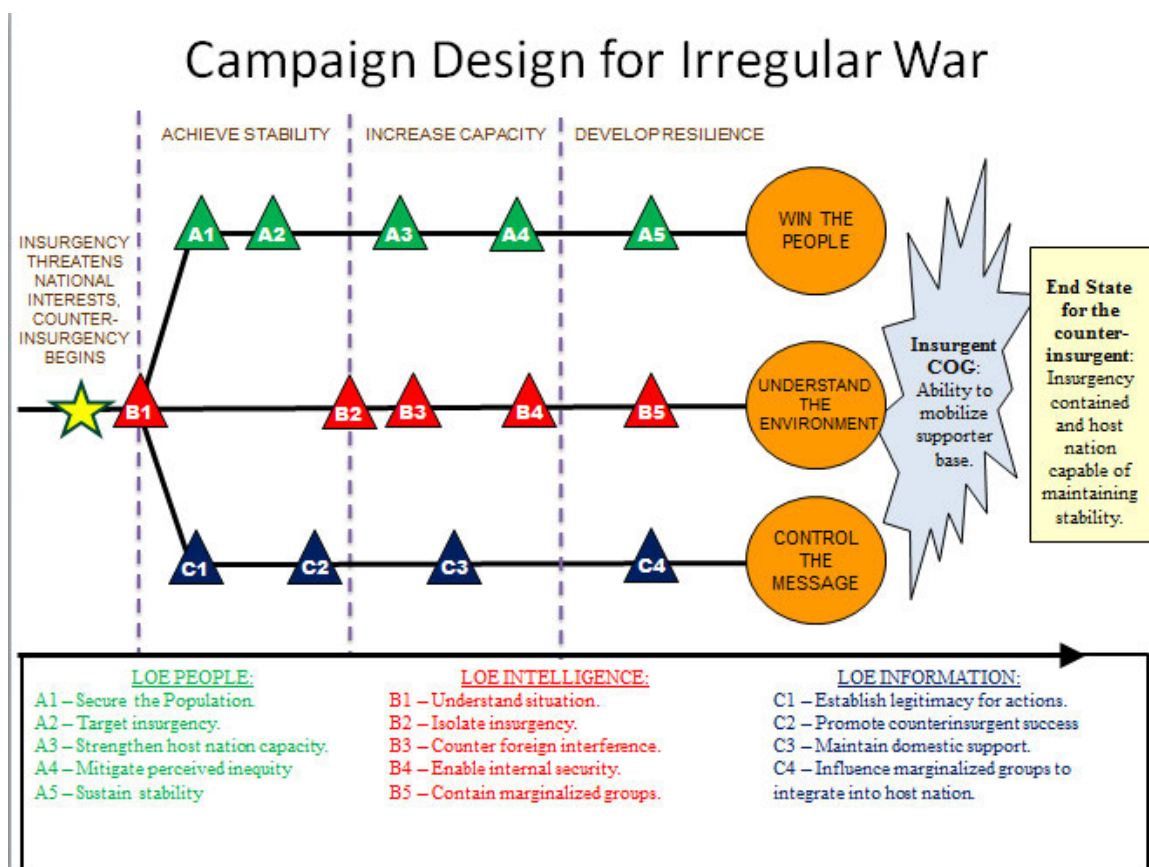 Campaign Design for Irregular War
ACHIEVE STABILITY
INCREASE CAPACITY
DEVELOP RESILIENCE
INSURGENCY
THREATENS
NATIONAL
INTERESTS,
COUNTER-
INSURGENCY
BEGINS
A1
A2
A3
A4
A5
WIN THE
PEOPLE
B1
B2
B3
B4
B5
UNDERSTAND
THE
ENVIRONMENT
C1
C2
C3
C4
CONTROL
THE
MESSAGE
Insurgent
COG:
Ability to
mobilize
supporter
base.
End State
for the
counter-
insurgent:
Insurgency
contained
and host
nation
capable of
maintaining
stability.
LOE PEOPLE:
A1 – Secure the Population.
A2 – Target insurgency.
A3 – Strengthen host nation capacity.
A4 – Mitigate perceived inequity
A5 – Sustain stability
LOE INTELLIGENCE:
B1 – Understand situation.
B2 – Isolate insurgency.
B3 – Counter foreign interference.
B4 – Enable internal security.
B5 – Contain marginalized groups.
LOE INFORMATION:
C1 – Establish legitimacy for actions.
C2 – Promote counterinsurgent success
C3 – Maintain domestic support.
C4 – Influence marginalized groups to
integrate into host nation.